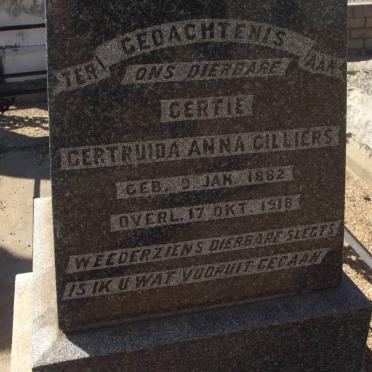 TER GEDACHTENIS AAN
ONS DIERBARE
GERTIE
GERTRUIDA ANNA CILLIERS
GEB. 9 JAN. 1882
OVERL. 17 OKT. 1918
WEEDERZIENS DIERBARE SLEGTS
IS IK U WAT VOORUIT GEGAAN